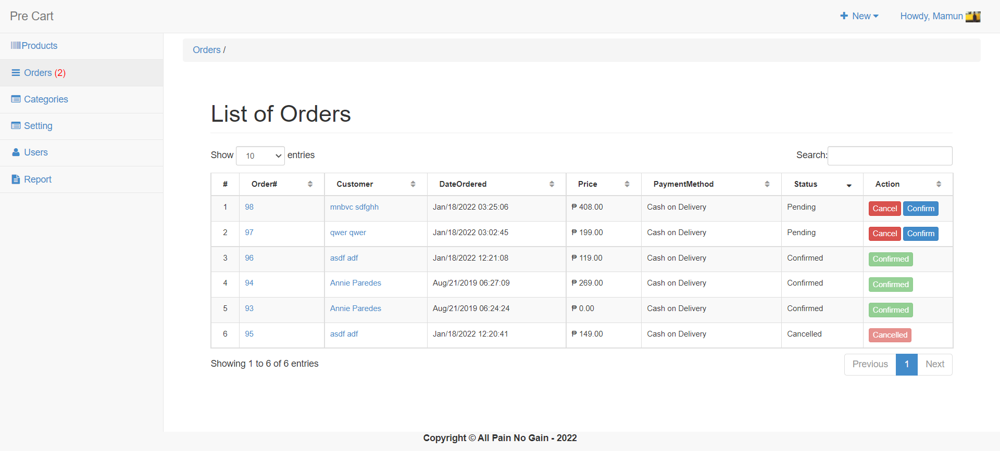 Pre Cart
New
Howdy, Mamun
Products
Orders (2)
Categories
Setting
Users
Report
Orders /
List of Orders
Show 10 entries
Search:
# Order# Customer DateOrdered Price PaymentMethod Status Action
1 98 mnbvc sdfghh Jan/18/2022 03:25:06 ₱ 408.00 Cash on Delivery Pending Cancel Confirm
2 97 qwer qwer Jan/18/2022 03:02:45 ₱ 199.00 Cash on Delivery Pending Cancel Confirm
3 96 asdf adf Jan/18/2022 12:21:08 ₱ 119.00 Cash on Delivery Confirmed Confirmed
4 94 Annie Paredes Aug/21/2019 06:27:09 ₱ 269.00 Cash on Delivery Confirmed Confirmed
5 93 Annie Paredes Aug/21/2019 06:24:24 ₱ 0.00 Cash on Delivery Confirmed Confirmed
6 95 asdf adf Jan/18/2022 12:20:41 ₱ 149.00 Cash on Delivery Cancelled Cancelled
Showing 1 to 6 of 6 entries
Previous 1 Next
Copyright © All Pain No Gain - 2022